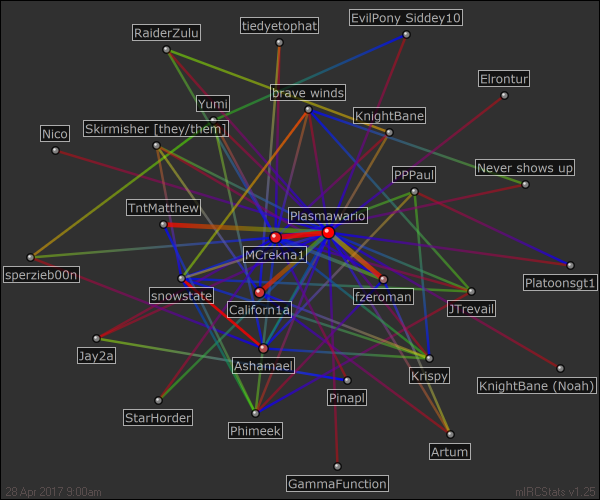 EvilPony Siddey10
tiedyetophat
RaiderZulu
Elrontur
brave winds
Yumi
KnightBane
Skirmisher [they/them]
Nico
Never shows up
PPPaul
TntMatthew
Plasmawario
MCrekna1
sperzieb00n
Platoonsgt1
snowstate
fzeroman
Californ1a
JTrevail
Jay2a
Ashamael
Krispy
KnightBane (Noah)
Pinapl
StarHorder
Phimeek
Artum
GammaFunction
28 Apr 2017 9:00am
mIRCStats v1.25